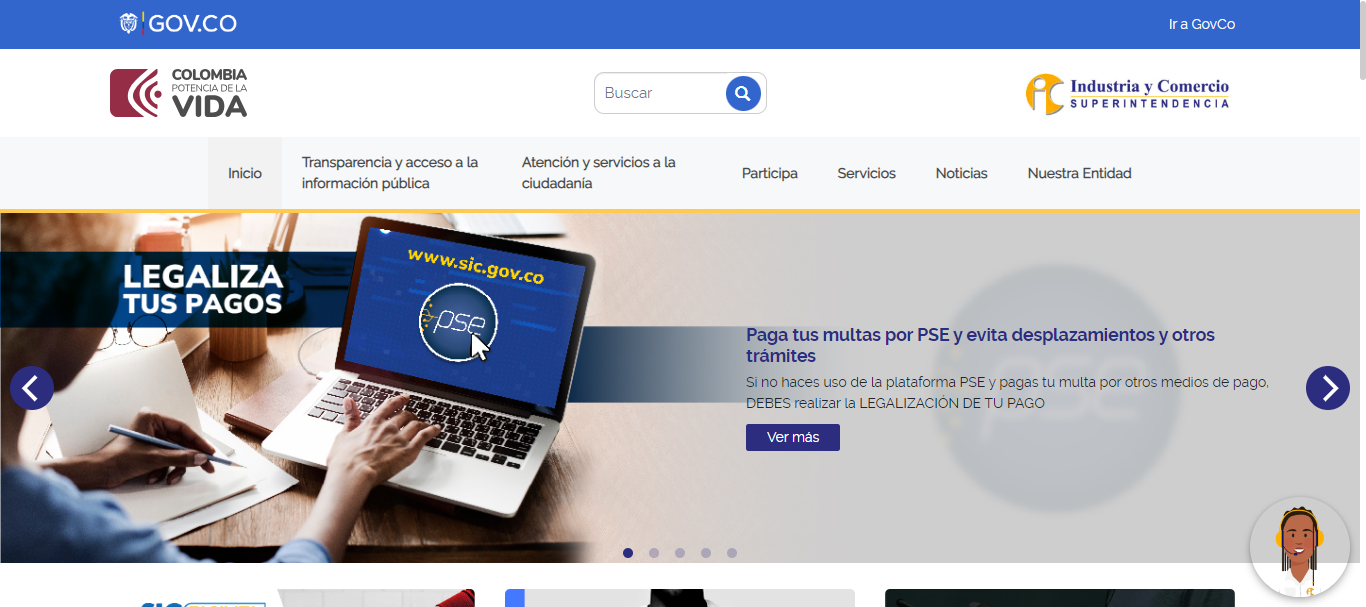 GOV.CO
Ir a GovCo
COLOMBIA
POTENCIA DE LA
VIDA
Buscar
Industria y Comercio
SUPERINTENDENCIA
Inicio
Transparencia y acceso a la
información pública
Atención y servicios a la
ciudadanía
Participa
Servicios
Noticias
Nuestra Entidad
LEGALIZA
TUS PAGOS
www.sic.gov.co
pse
Paga tus multas por PSE y evita desplazamientos y otros
trámites
Si no haces uso de la plataforma PSE y pagas tu multa por otros medios de pago,
DEBES realizar la LEGALIZACIÓN DE TU PAGO
Ver más
pse